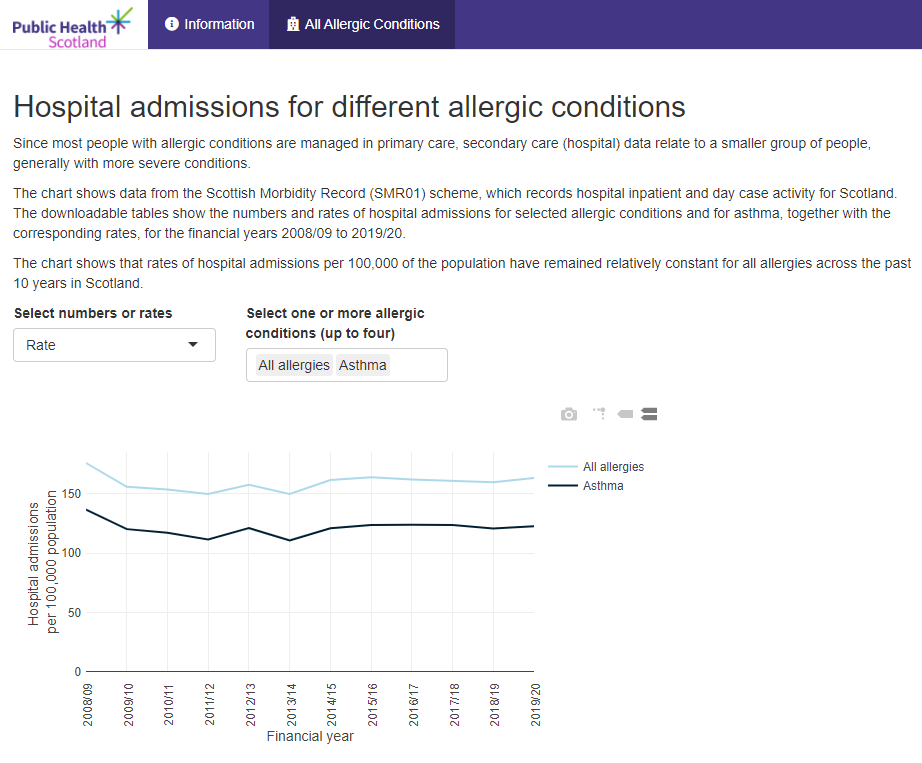 Public Health
Scotland
Information
All Allergic Conditions
Hospital admissions for different allergic conditions
Since most people with allergic conditions are managed in primary care, secondary care (hospital) data relate to a smaller group of people,
generally with more severe conditions.
The chart shows data from the Scottish Morbidity Record (SMR01) scheme, which records hospital inpatient and day case activity for Scotland.
The downloadable tables show the numbers and rates of hospital admissions for selected allergic conditions and for asthma, together with the
corresponding rates, for the financial years 2008/09 to 2019/20.
The chart shows that rates of hospital admissions per 100,000 of the population have remained relatively constant for all allergies across the past
10 years in Scotland.
Select numbers or rates
Rate
Select one or more allergic
conditions (up to four)
All allergies Asthma
All allergies
Asthma
Hospital admissions
per 100,000 population
150
100
50
0
2008/09
2009/10
2010/11
2011/12
2012/13
2013/14
2014/15
2015/16
2016/17
2017/18
2018/19
2019/20
Financial year